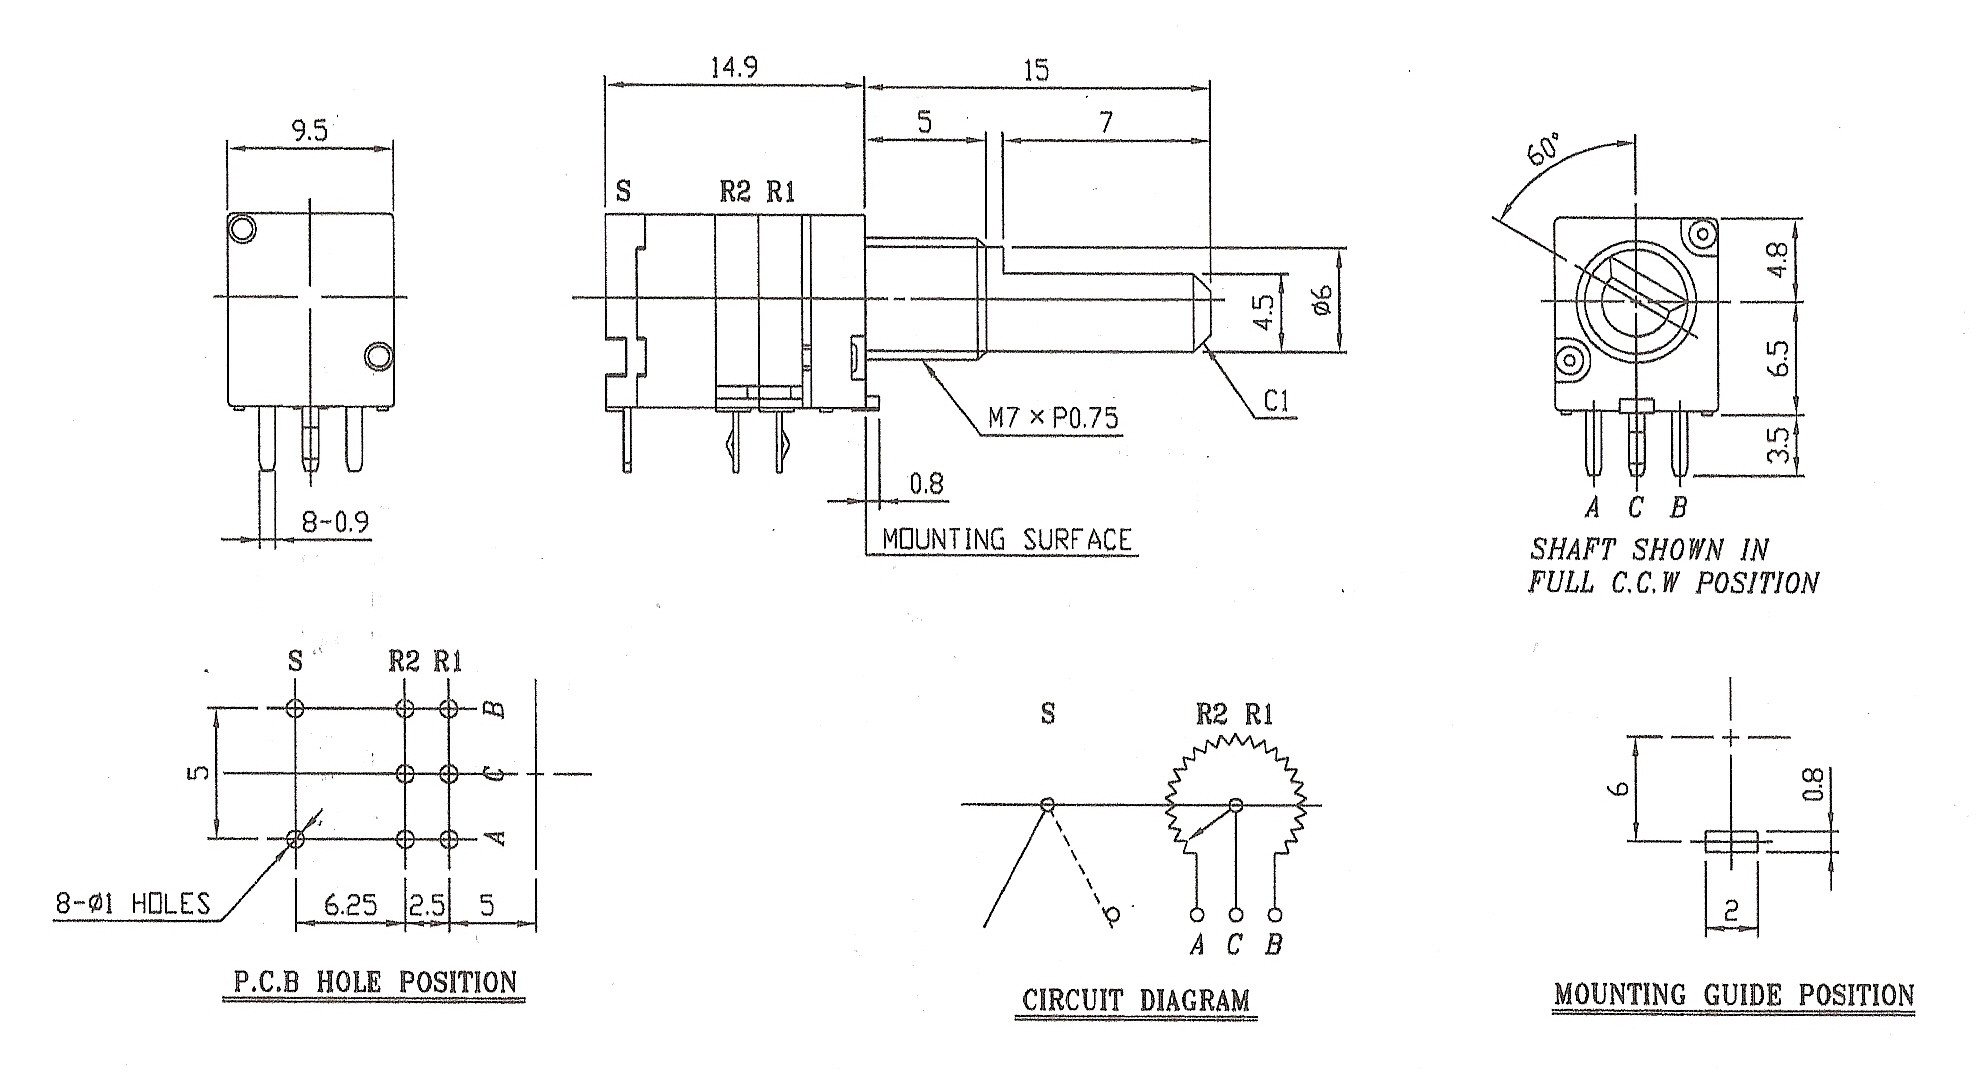 14.9
15
5
7
9.5
S
R2 R1
60°
4.8
6.5
3.5
4.5
ø6
C1
M7 × P0.75
0.8
8-0.9
MOUNTING SURFACE
A C B
SHAFT SHOWN IN
FULL C.C.W POSITION
S
R2 R1
B
C
A
5
8-ø1 HOLES
6.25
2.5
5
P.C.B HOLE POSITION
S
R2 R1
A C B
CIRCUIT DIAGRAM
6
0.8
2
MOUNTING GUIDE POSITION